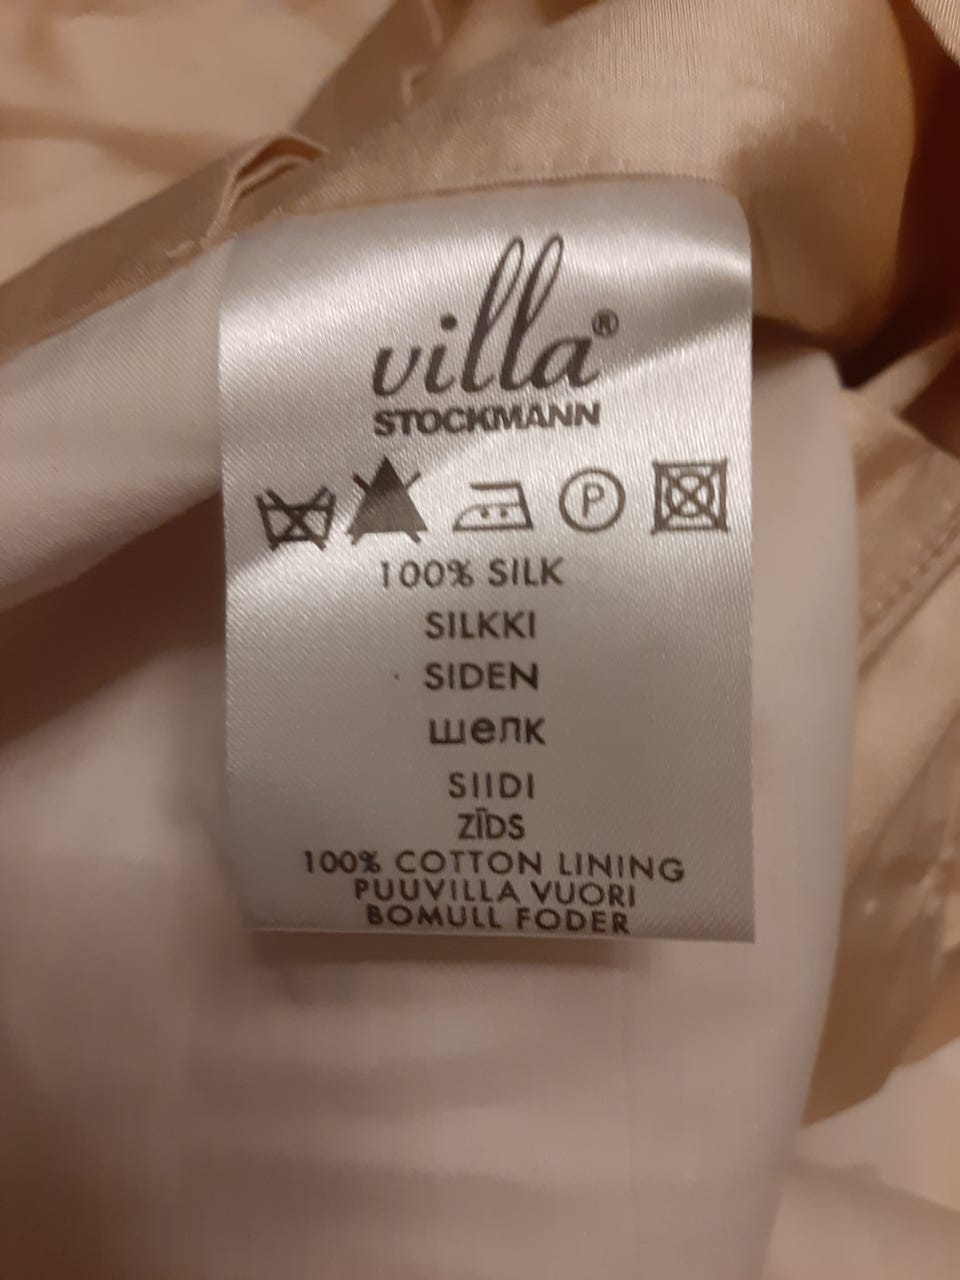 villa®
STOCKMANN
P
100% SILK
SILKKI
SIDEN
шелк
SIIDI
ZĪDS
100% COTTON LINING
PUUVILLA VUORI
BOMULL FODER